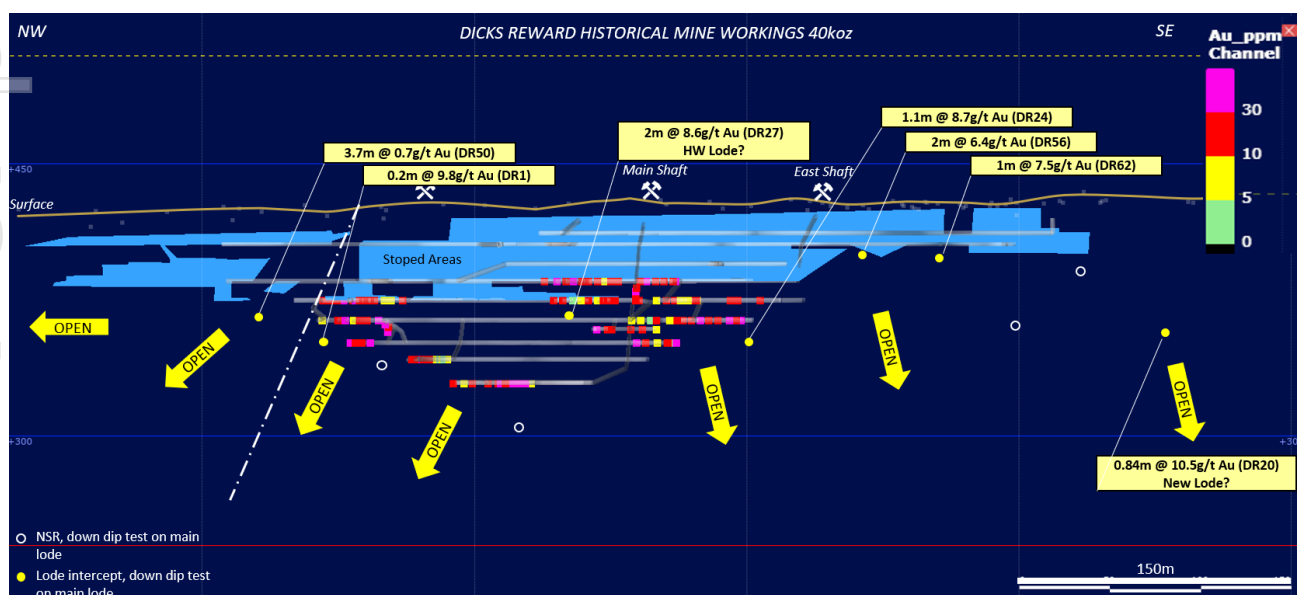 NW
DICKS REWARD HISTORICAL MINE WORKINGS 40koz
SE
Au_ppm
Channel
30
10
5
0
1.1m @ 8.7g/t Au (DR24)
2m @ 8.6g/t Au (DR27)
HW Lode?
2m @ 6.4g/t Au (DR56)
3.7m @ 0.7g/t Au (DR50)
1m @ 7.5g/t Au (DR62)
0.2m @ 9.8g/t Au (DR1)
+450
Main Shaft
East Shaft
Surface
Stoped Areas
OPEN
OPEN
OPEN
OPEN
OPEN
OPEN
OPEN
+300
+30
0.84m @ 10.5g/t Au (DR20)
New Lode?
NSR, down dip test on main
lode
Lode intercept, down dip test
on main lode
150m